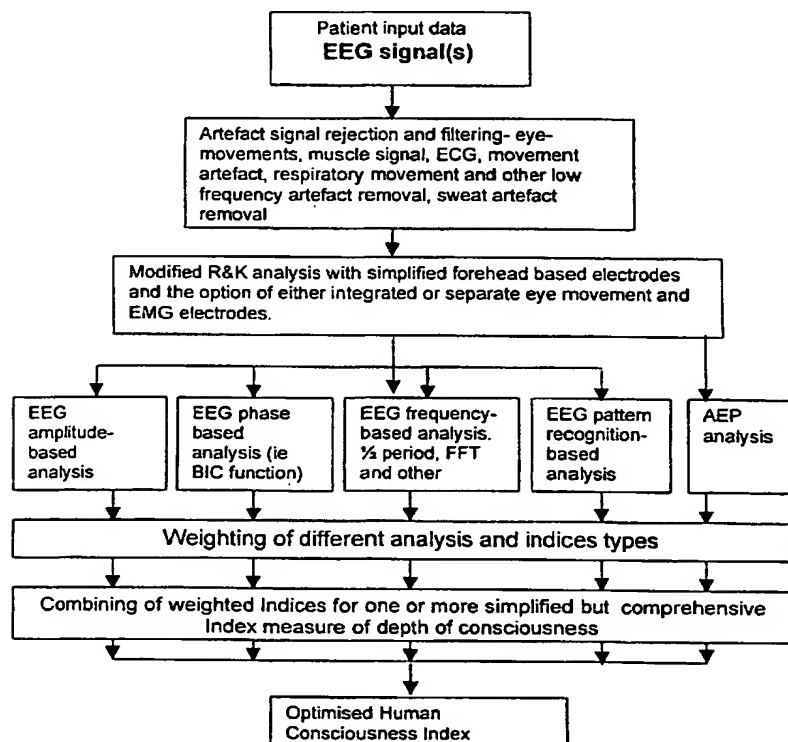 Patient input data
EEG signal(s)
Artefact signal rejection and filtering- eye-
movements, muscle signal, ECG, movement
artefact, respiratory movement and other low
frequency artefact removal, sweat artefact
removal
Modified R&K analysis with simplified forehead based electrodes
and the option of either integrated or separate eye movement and
EMG electrodes.
EEG
amplitude-
based
analysis
EEG phase
based
analysis (ie
BIC function)
EEG frequency-
based analysis.
½ period, FFT
and other
EEG pattern
recognition-
based
analysis
AEP
analysis
Weighting of different analysis and indices types
Combining of weighted Indices for one or more simplified but comprehensive
Index measure of depth of consciousness
Optimised Human
Consciousness Index